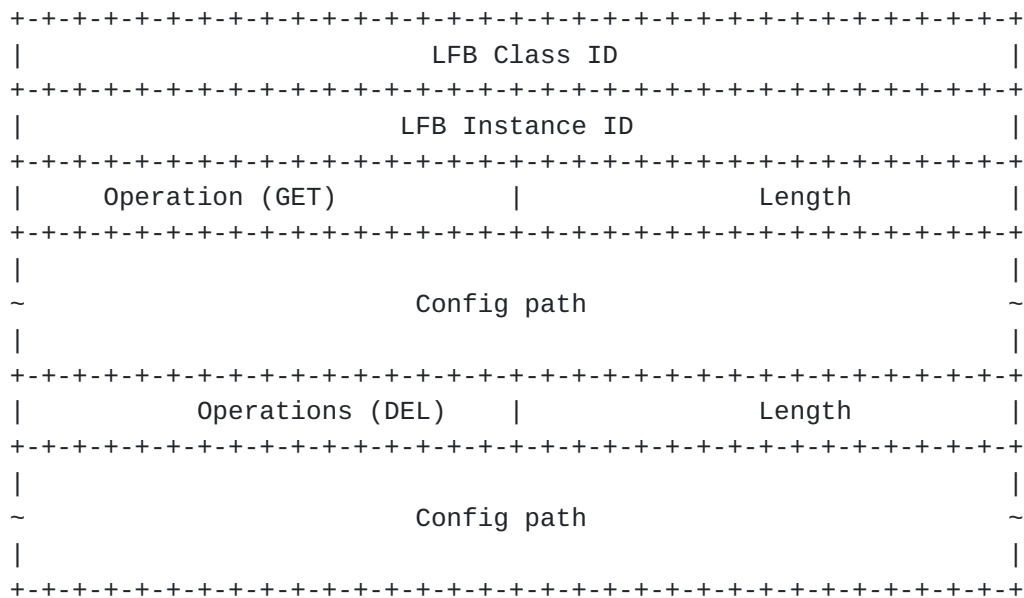 LFB Class ID
LFB Instance ID
Operation (GET) | Length
Config path
Operations (DEL) | Length
Config path